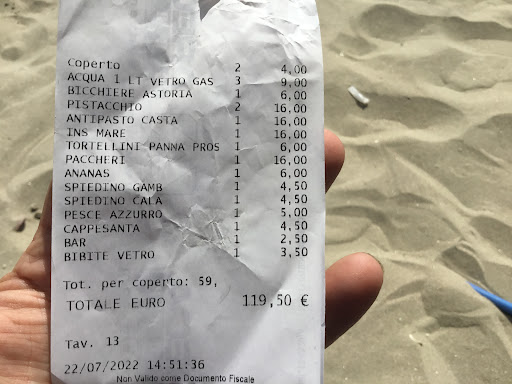 Coperto 2 4,00
ACQUA 1 LT VETRO GAS 3 9,00
BICCHIERE ASTORIA 1 6,00
PISTACCHIO 2 16,00
ANTIPASTO CASTA 1 16,00
INS MARE 1 16,00
TORTELLINI PANNA PROS 1 6,00
PACCHERI 1 16,00
ANANAS 1 6,00
SPIEDINO GAMB 1 4,50
SPIEDINO CALA 1 4,50
PESCE AZZURRO 1 5,00
CAPPESANTA 1 4,50
BAR 1 2,50
BIBITE VETRO 1 3,50
Tot. per coperto: 59,
TOTALE EURO 119,50 €
Tav. 13
22/07/2022 14:51:36
Non Valido come Documento Fiscale